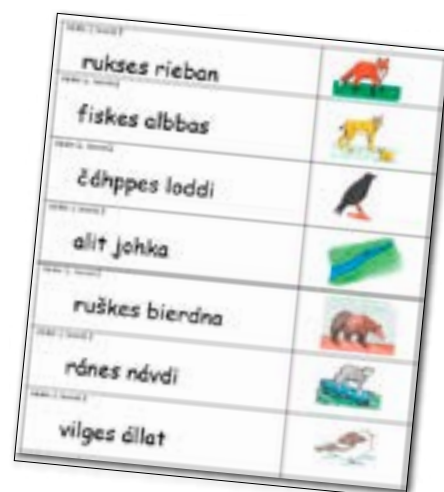 rukses rieban
fiskes albbas
čáhppes loddi
alit johka
ruškes bierdna
ránes návdi
vilges állat